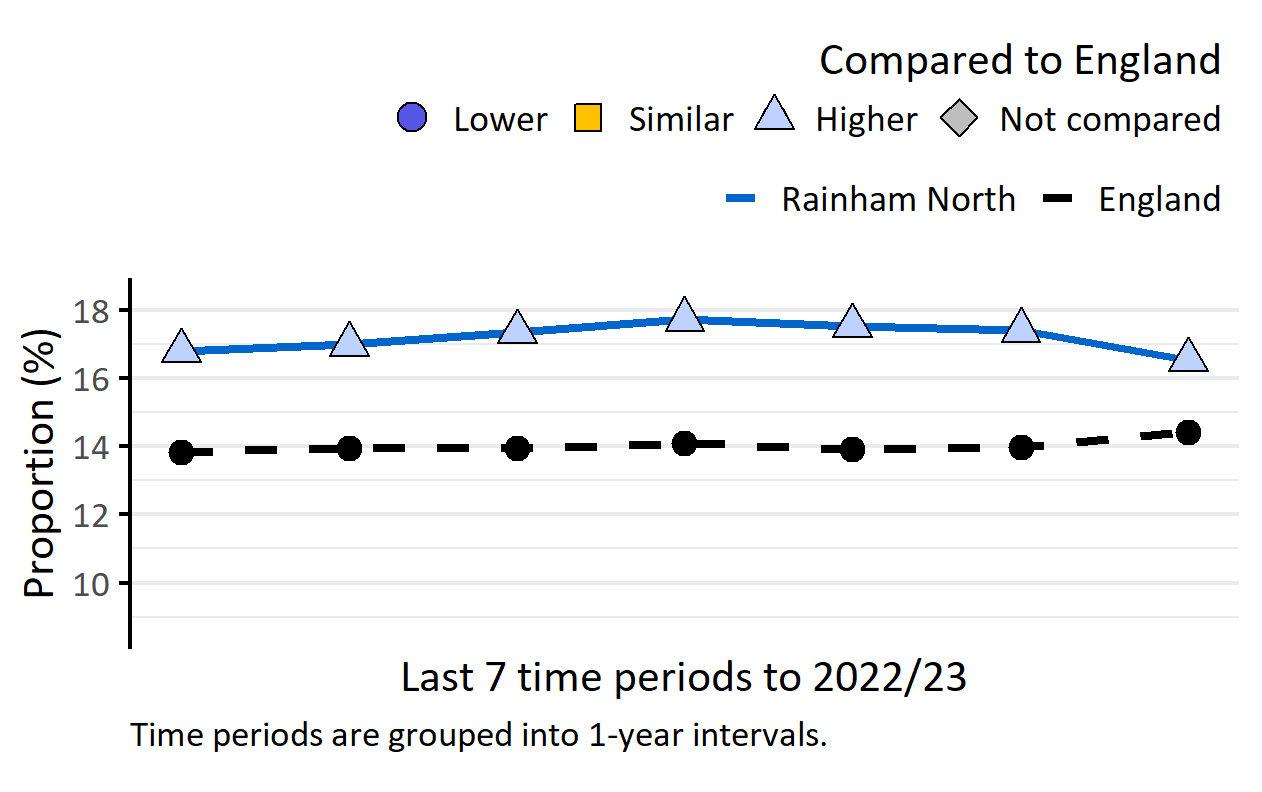 Compared to England
Lower Similar Higher Not compared
Rainham North England
Proportion (%)
18
16
14
12
10
Last 7 time periods to 2022/23
Time periods are grouped into 1-year intervals.